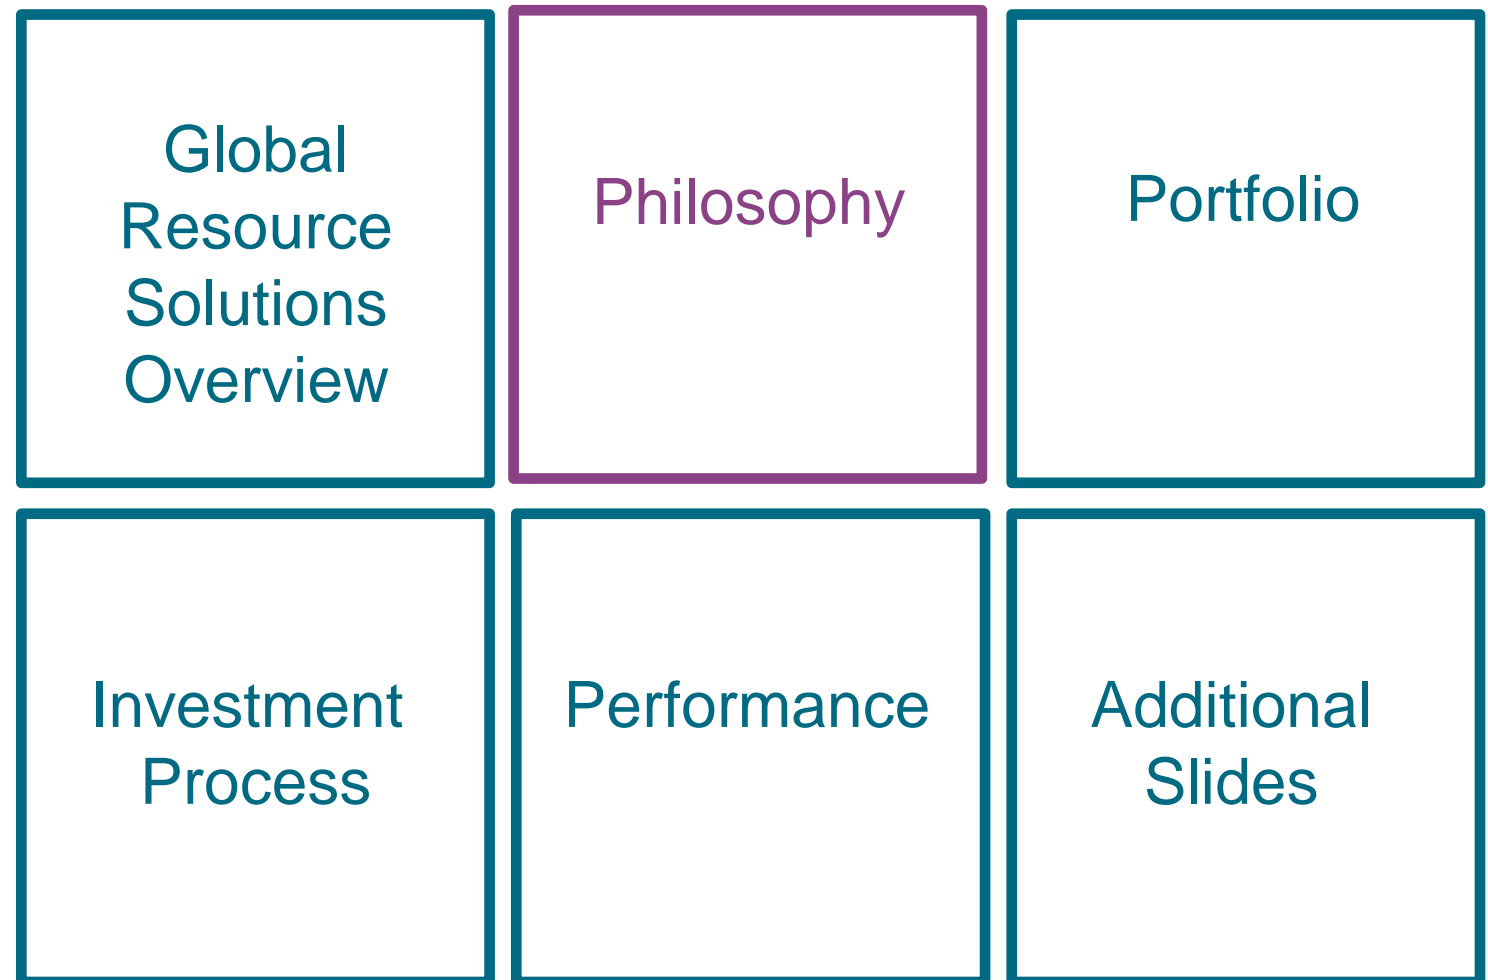 Global
Resource
Solutions
Overview
Philosophy
Portfolio
Investment
Process
Performance
Additional
Slides